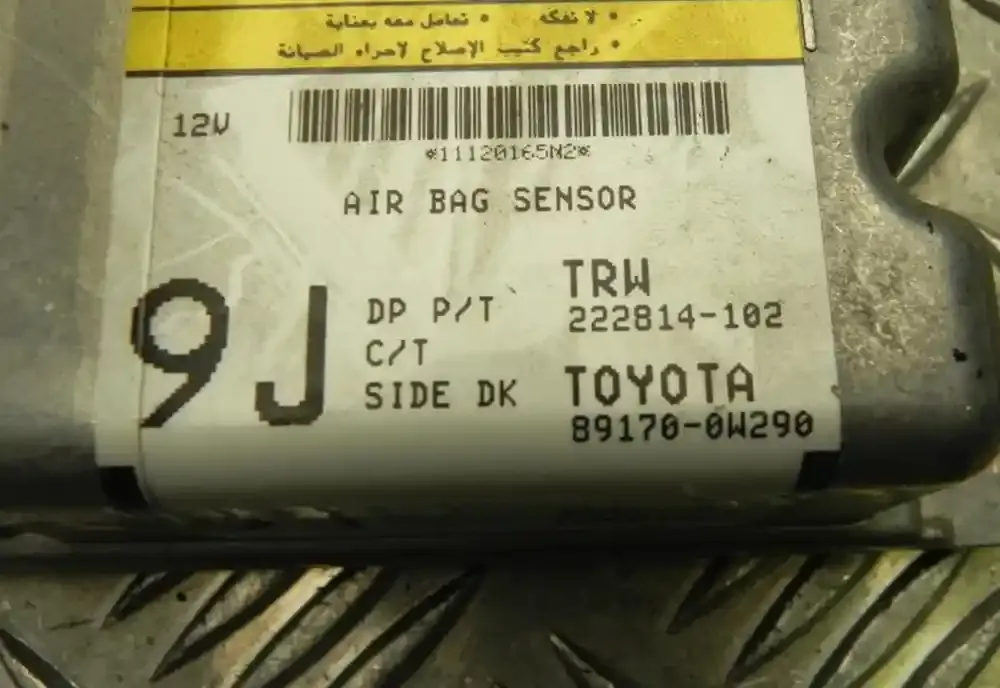 • لا تفكه • تعامل معه بعناية
• راجع كتيب الإصلاح لاجراء الصيانة
12V
*11120165N2*
AIR BAG SENSOR
9J
DP P/T
C/T
SIDE DK
TRW
222814-102
TOYOTA
89170-0W290